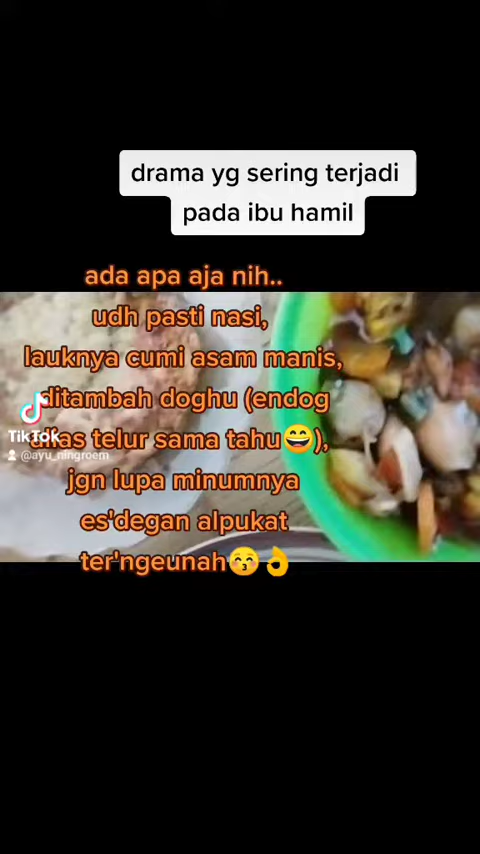 drama yg sering terjadi
pada ibu hamil
ada apa aja nih..
udh pasti nasi,
lauknya cumi asam manis,
ditambah doghu (endog
alias telur sama tahu😄),
jgn lupa minumnya
es'degan alpukat
ter'ngeunah😚👌
TikTok
@ayu_ningroem